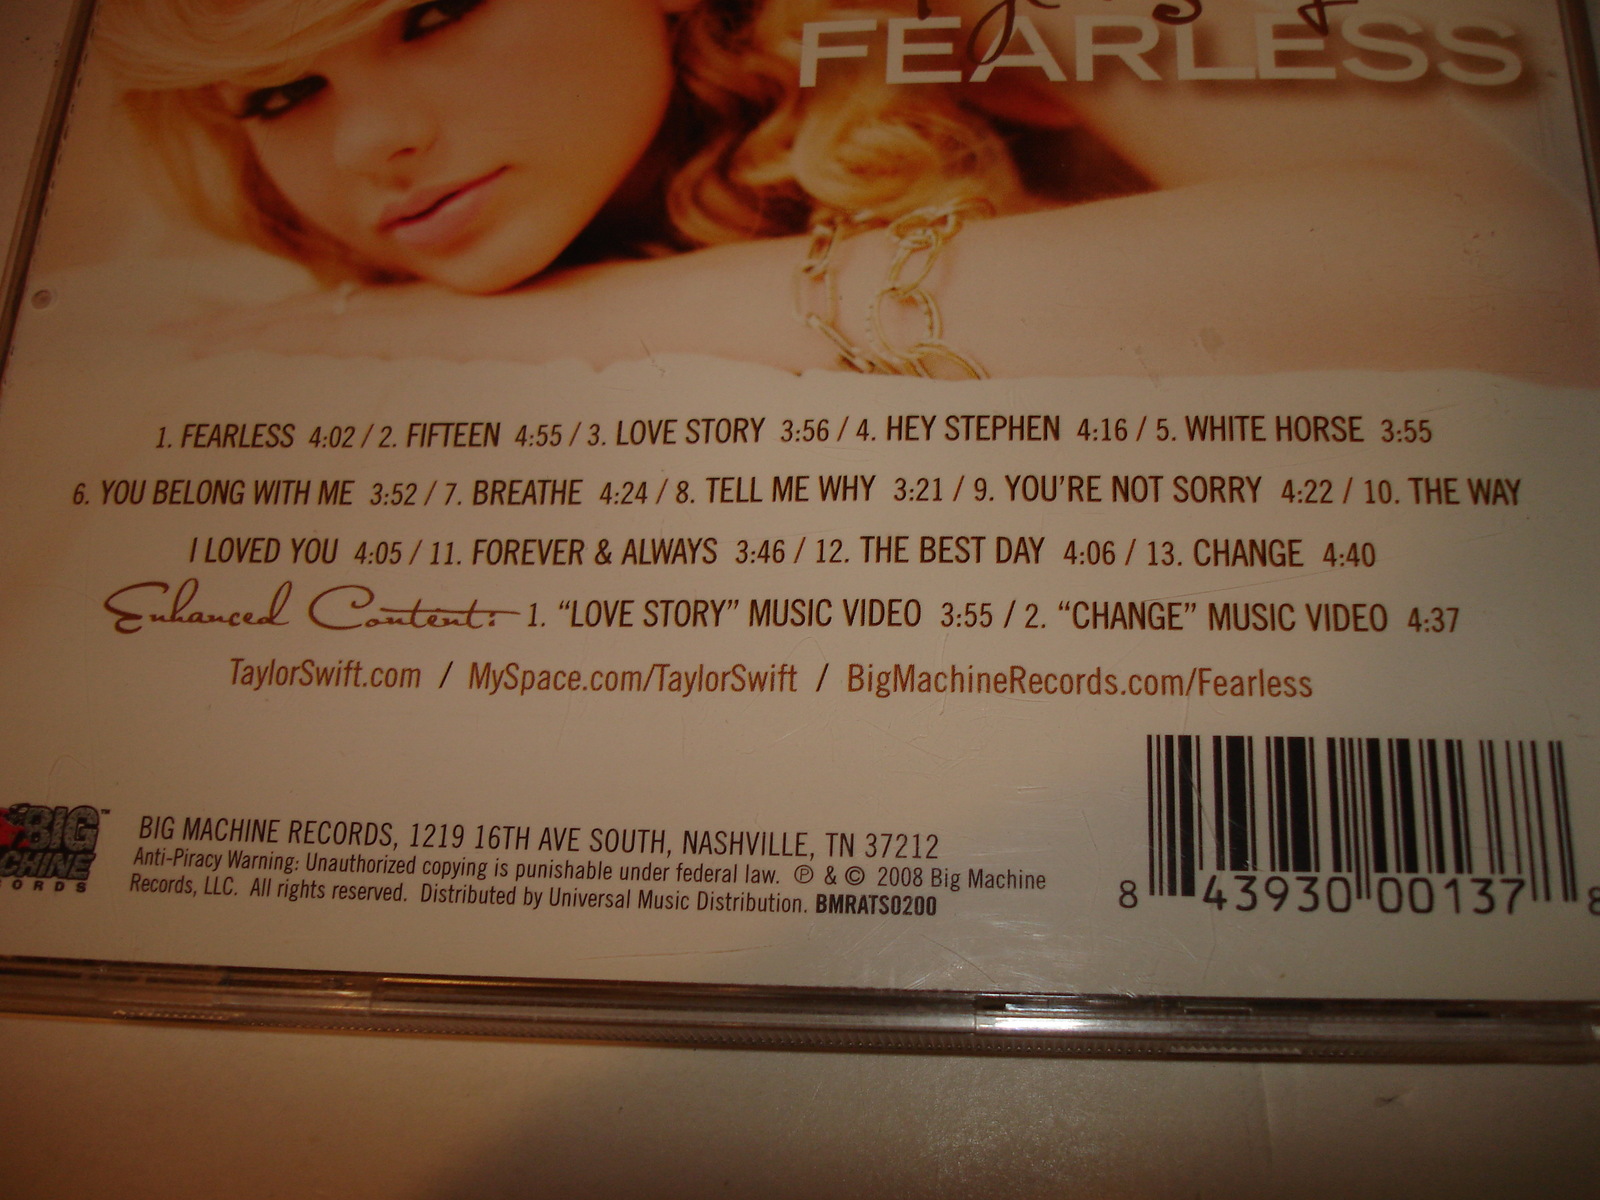 FEARLESS
1. FEARLESS 4:02 / 2. FIFTEEN 4:55 / 3. LOVE STORY 3:56 / 4. HEY STEPHEN 4:16 / 5. WHITE HORSE 3:55
6. YOU BELONG WITH ME 3:52 / 7. BREATHE 4:24 / 8. TELL ME WHY 3:21 / 9. YOU'RE NOT SORRY 4:22 / 10. THE WAY
I LOVED YOU 4:05 / 11. FOREVER & ALWAYS 3:46 / 12. THE BEST DAY 4:06 / 13. CHANGE 4:40
Enhanced Content: 1. "LOVE STORY" MUSIC VIDEO 3:55 / 2. "CHANGE" MUSIC VIDEO 4:37
TaylorSwift.com / MySpace.com/TaylorSwift / BigMachineRecords.com/Fearless
BIG™
CHINE
ORDS
BIG MACHINE RECORDS, 1219 16TH AVE SOUTH, NASHVILLE, TN 37212
Anti-Piracy Warning: Unauthorized copying is punishable under federal law. ℗ & © 2008 Big Machine
Records, LLC. All rights reserved. Distributed by Universal Music Distribution. BMRATS0200
8 43930 00137 8